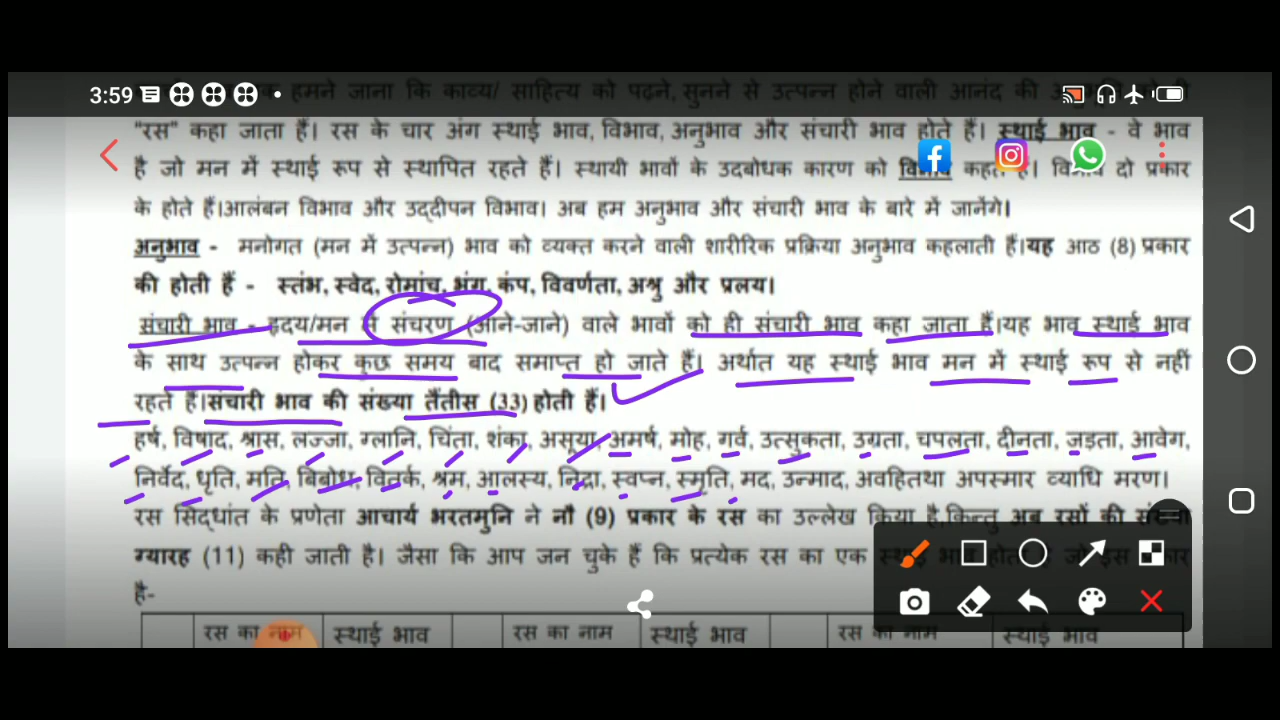 3:59
हमने जाना कि काव्य/ साहित्य को पढ़ने, सुनने से उत्पन्न होने वाली आनंद की
"रस" कहा जाता हैं। रस के चार अंग स्थाई भाव, विभाव, अनुभाव और संचारी भाव होते हैं। स्थाई भाव - वे भाव
है जो मन में स्थाई रूप से स्थापित रहते हैं। स्थायी भावों के उदबोधक कारण को कहते दो प्रकार
के होते हैं।आलंबन विभाव और उद्दीपन विभाव। अब हम अनुभाव और संचारी भाव के बारे में जानेंगे।
अनुभाव - मनोगत (मन में उत्पन्न) भाव को व्यक्त करने वाली शारीरिक प्रक्रिया अनुभाव कहलाती हैं।यह आठ (8) प्रकार
की होती हैं - स्तंभ, स्वेद, रोमांच, भंग, कंप, विवर्णता, अश्रु और प्रलय।
संचारी भाव - हृदय/मन में संचरण (आने-जाने) वाले भावों को ही संचारी भाव कहा जाता हैं।यह भाव स्थाई भाव
के साथ उत्पन्न होकर कुछ समय बाद समाप्त हो जाते हैं। अर्थात यह स्थाई भाव मन में स्थाई रूप से नहीं
रहते हैं।संचारी भाव की संख्या तैंतीस (33) होती हैं।
हर्ष, विषाद, श्रास, लज्जा, ग्लानि, चिंता, शंका, असूया, अमर्ष, मोह, गर्व, उत्सुकता, उग्रता, चपलता, दीनता, जड़ता, आवेग,
निर्वेद, धृति, मति, बिबोध, वितर्क, श्रम, आलस्य, निद्रा, स्वप्न, स्मृति, मद, उन्माद, अवहितथा अपस्मार व्याधि मरण।
रस सिद्धांत के प्रणेता आचार्य भरतमुनि ने नौ (9) प्रकार के रस का उल्लेख किया है,किन्तु अब रसों की संख्या
ग्यारह (11) कही जाती है। जैसा कि आप जन चुके हैं कि प्रत्येक रस का एक
है-
रस का नाम स्थाई भाव रस का नाम स्थाई भाव रस का नाम स्थाई भाव